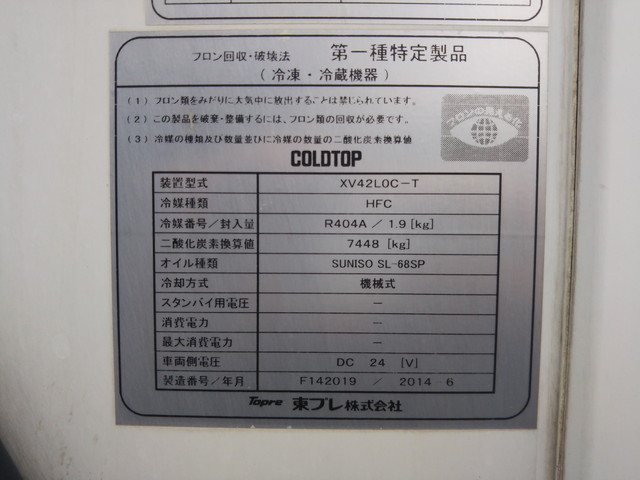 フロン回収・破壊法 第一種特定製品
（冷凍・冷蔵機器）
(1) フロン類をみだりに大気中に放出することは禁じられています。
(2) この製品を廃棄・整備するには、フロン類の回収が必要です。
(3) 冷媒の種類及び数量並びに冷媒の数量の二酸化炭素換算値
フロンの見える化
COLDTOP
装置型式 XV42LOC-T
冷媒種類 HFC
冷媒番号／封入量 R404A / 1.9 [kg]
二酸化炭素換算値 7448 [kg]
オイル種類 SUNISO SL-68SP
冷却方式 機械式
スタンバイ用電圧 －
消費電力 －
最大消費電力 －
車両側電圧 DC 24 [V]
製造番号／年月 F142019 / 2014・6
Topre 東プレ株式会社